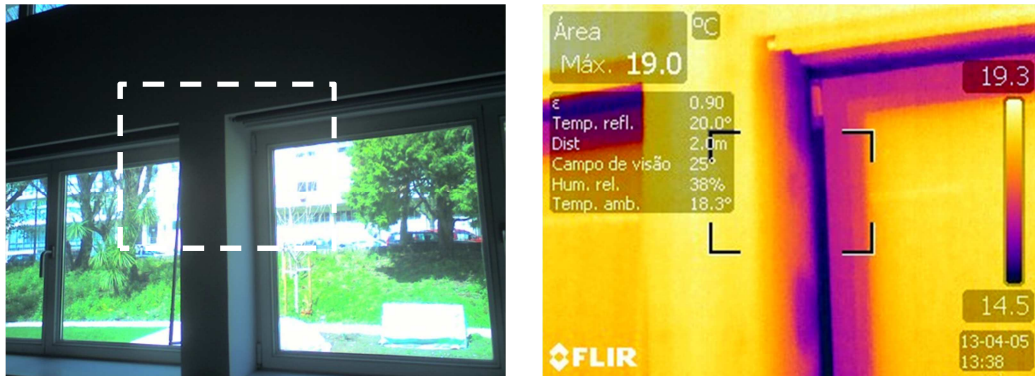 Área
Máx. 19.0
°C
ε 0.90
Temp. refl. 20.0°
Dist 2.0m
Campo de visão 25°
Hum. rel. 38%
Temp. amb. 18.3°
19.3
14.5
13-04-05
13:38
FLIR